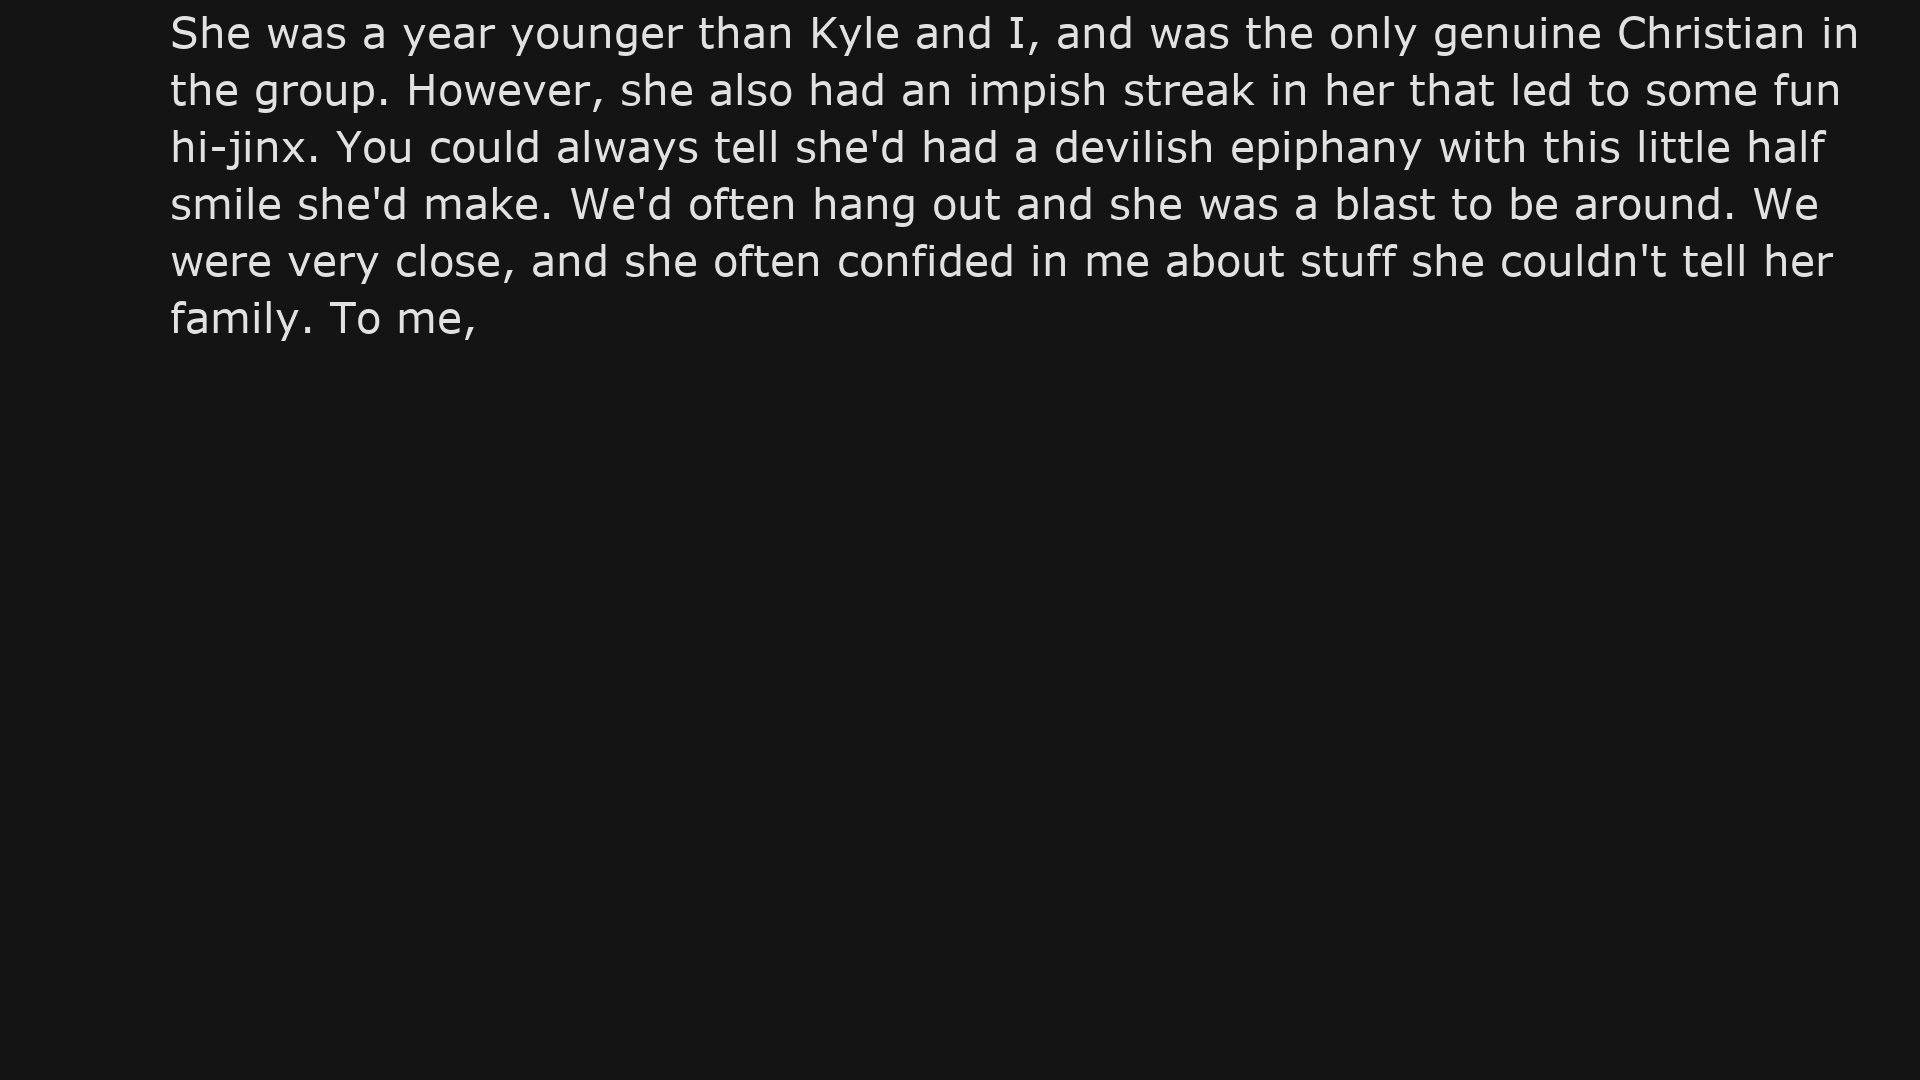 She was a year younger than Kyle and I, and was the only genuine Christian in
the group. However, she also had an impish streak in her that led to some fun
hi-jinx. You could always tell she'd had a devilish epiphany with this little half
smile she'd make. We'd often hang out and she was a blast to be around. We
were very close, and she often confided in me about stuff she couldn't tell her
family. To me,